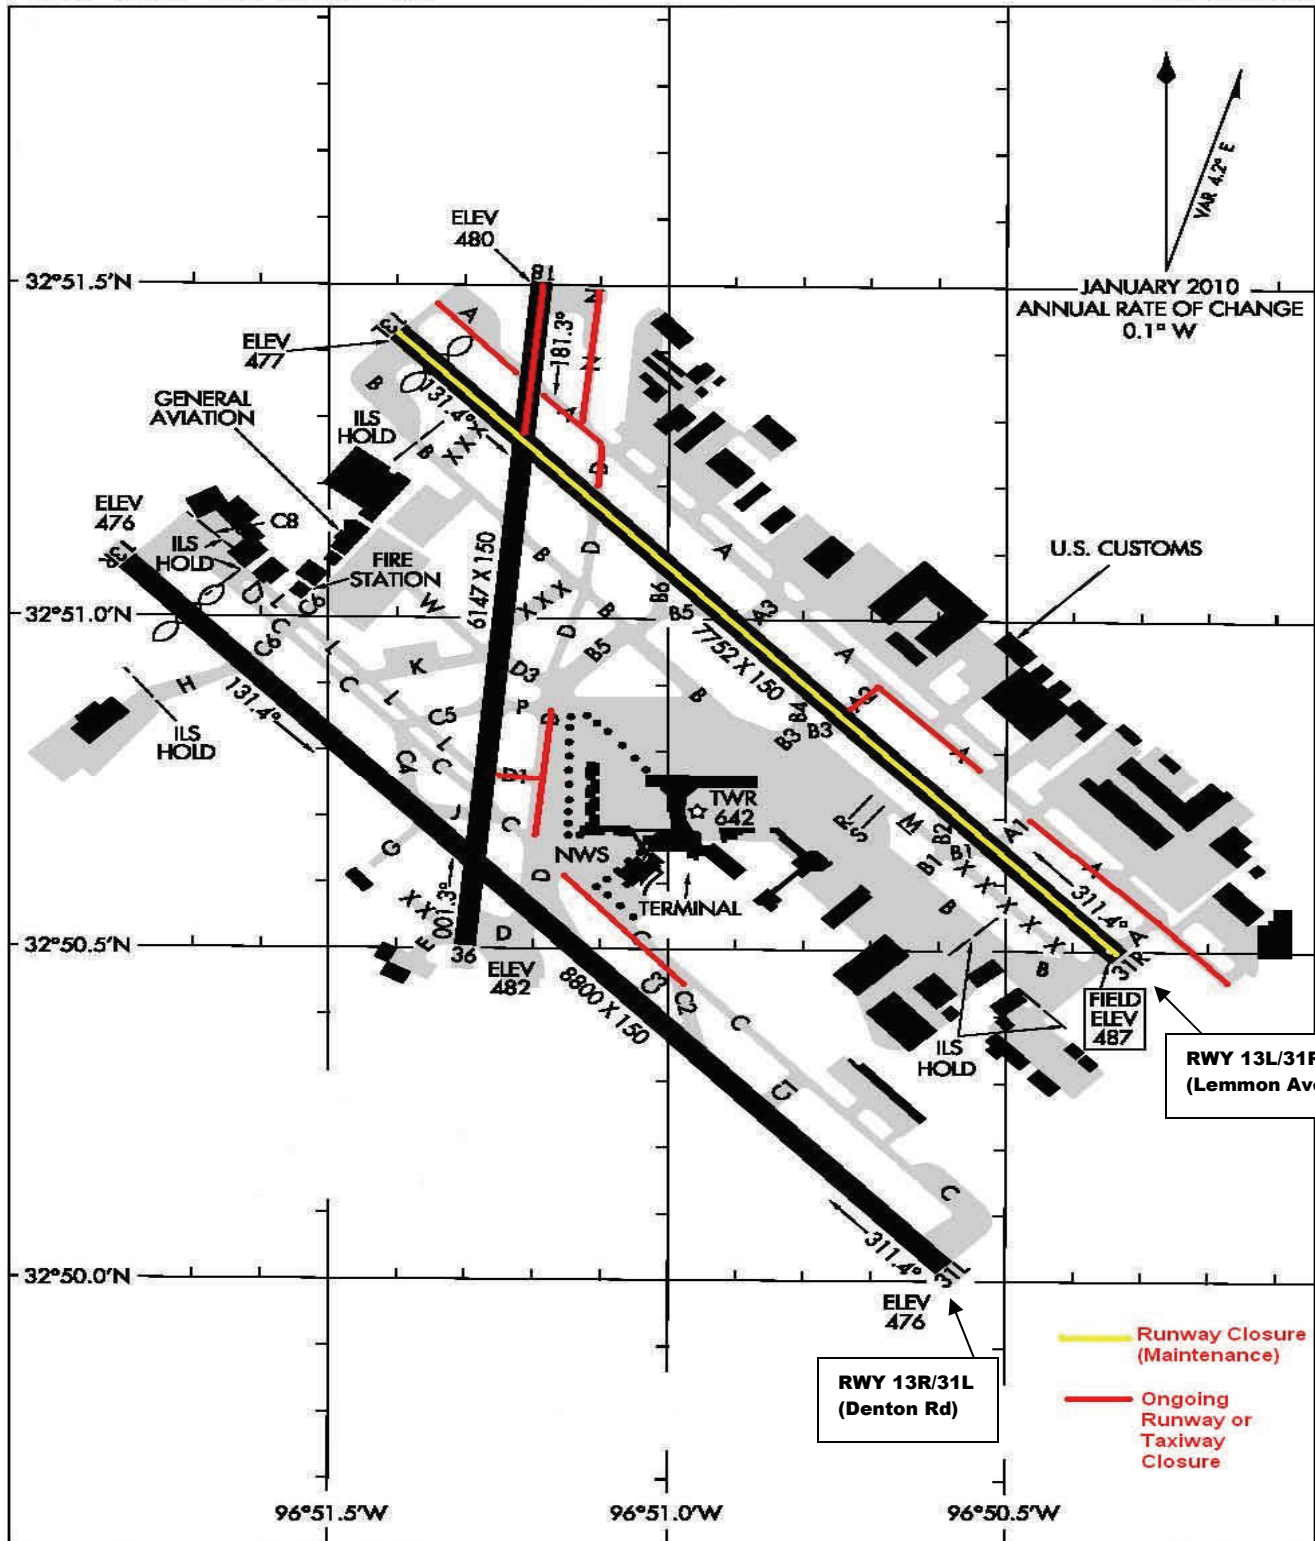 VAR 4.2° E
JANUARY 2010
ANNUAL RATE OF CHANGE
0.1° W
ELEV
480
32°51.5'N
18
13L
A
181.3°
N
N
ELEV
477
GENERAL
AVIATION
ILS
HOLD
B
131.4°
X
A
B
X X X
D
ELEV
476
13R
C8
ILS
HOLD
FIRE
STATION
U.S. CUSTOMS
6147 X 150
B
D
A
32°51.0'N
L
C6
W
X X X
B
B6
B5
A3
C
C6
L
D
B5
7752 X 150
A
H
K
D3
B
131.4°
C
L
C5
P
D
B4
B3
B3
A2
ILS
HOLD
L
C4
C
D1
A
TWR
642
R
S
M
B2
A1
J
C
NWS
B1
B1
G
A
X X X X X X
D
TERMINAL
311.4°
X X
001.3°
E
B
32°50.5'N
36
D
C
A
31R
ELEV
482
8800 X 150
C3
C2
C
B
FIELD
ELEV
487
ILS
HOLD
RWY 13L/31R
(Lemmon Ave
C1
C
311.4°
32°50.0'N
31L
ELEV
476
RWY 13R/31L
(Denton Rd)
Runway Closure
(Maintenance)
Ongoing
Runway or
Taxiway
Closure
96°51.5'W
96°51.0'W
96°50.5'W